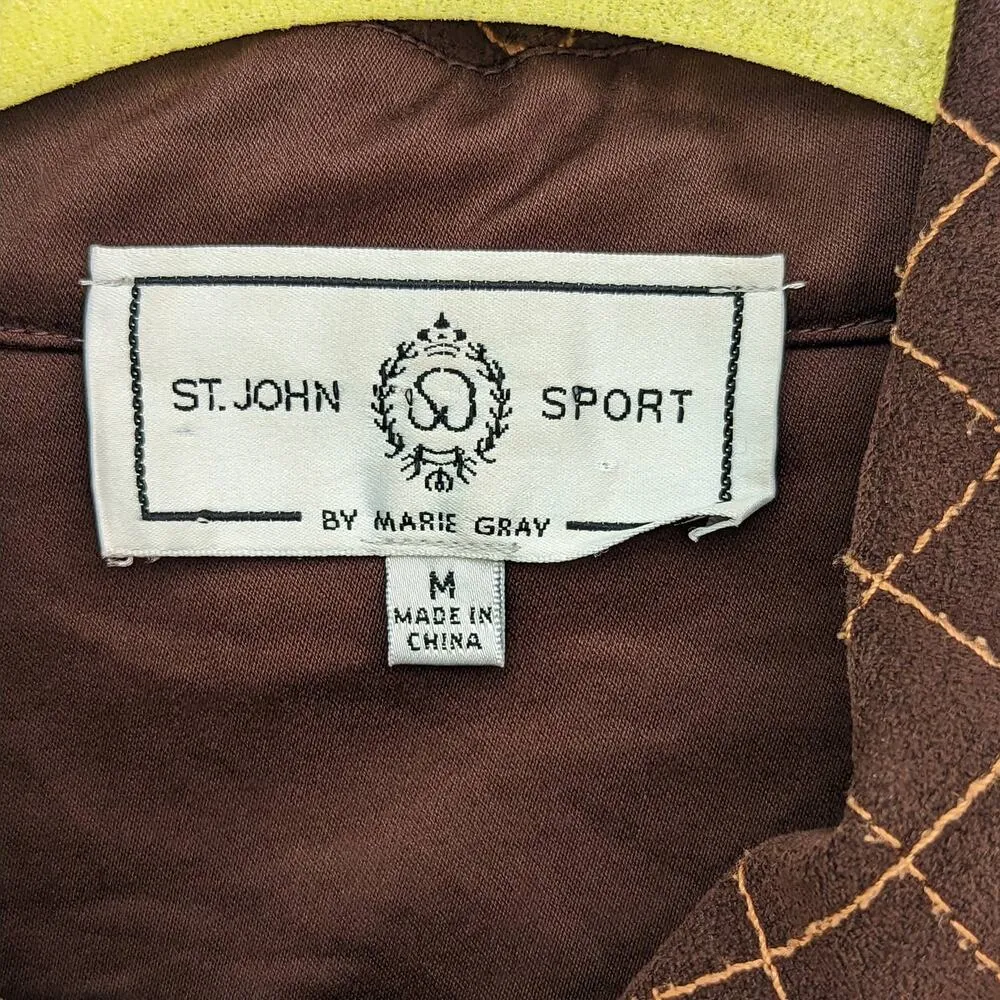 ST. JOHN SPORT
BY MARIE GRAY
M
MADE IN
CHINA